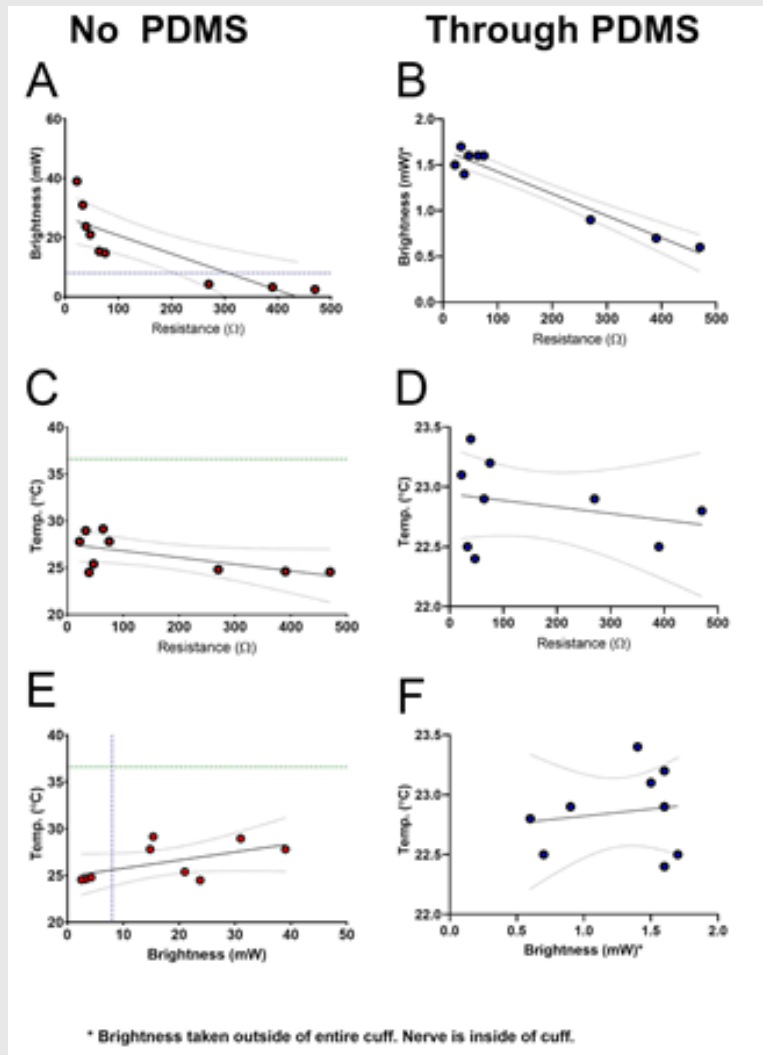 No PDMS
Through PDMS
A
B
60
40
20
0
Brightness (mW)
0 100 200 300 400 500
Resistance (Ω)
2.0
1.5
1.0
0.5
0.0
Brightness (mW)*
0 100 200 300 400 500
Resistance (Ω)
C
D
40
35
30
25
20
Temp. (°C)
0 100 200 300 400 500
Resistance (Ω)
23.5
23.0
22.5
22.0
Temp. (°C)
0 100 200 300 400 500
Resistance (Ω)
E
F
40
35
30
25
20
Temp. (°C)
0 10 20 30 40 50
Brightness (mW)
23.5
23.0
22.5
22.0
Temp. (°C)
0.0 0.5 1.0 1.5 2.0
Brightness (mW)*
* Brightness taken outside of entire cuff. Nerve is inside of cuff.